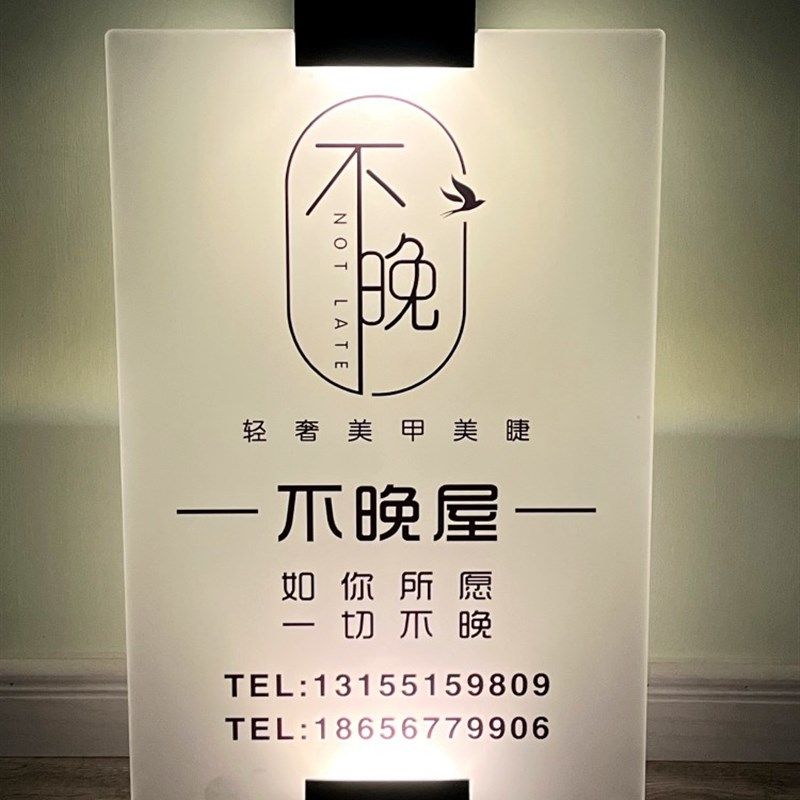 不晚
NOT LATE
轻奢美甲美睫
不晚屋
如你所愿
一切不晚
TEL:13155159809
TEL:18656779906